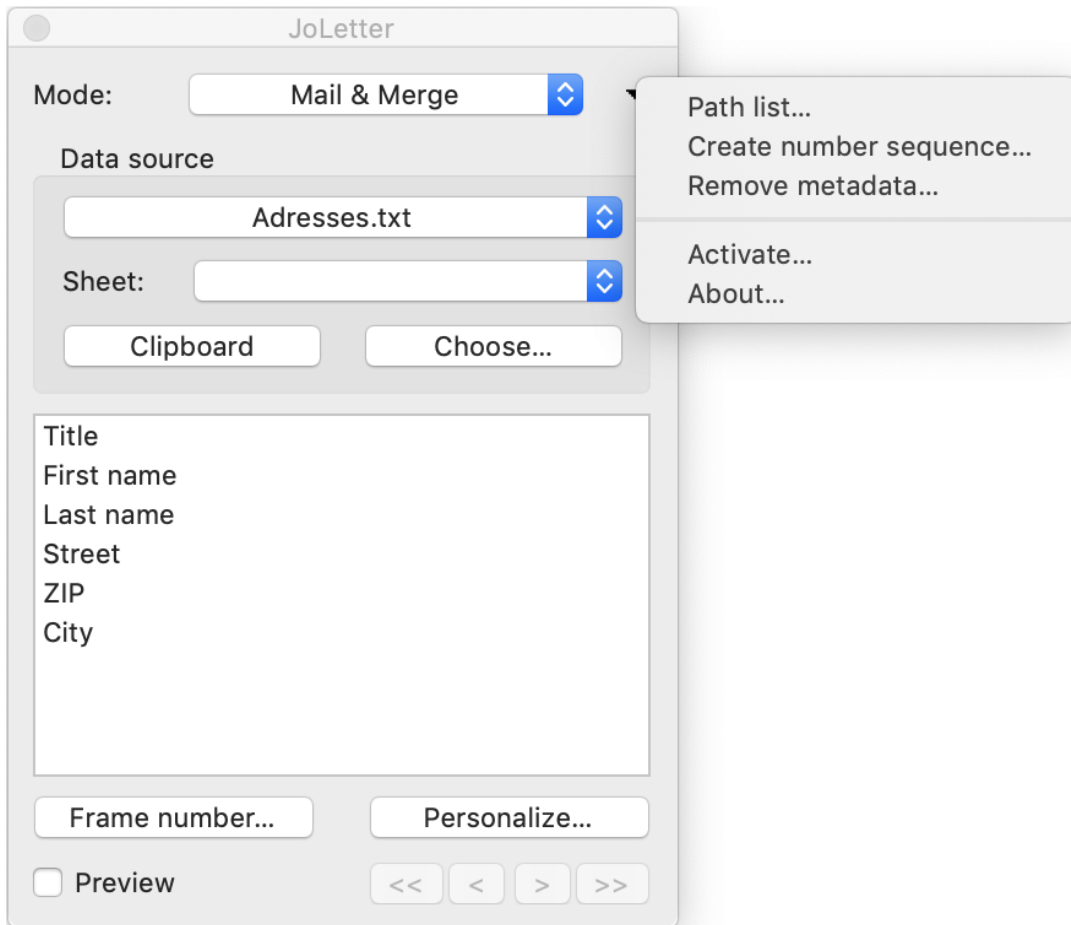 JoLetter
Mode: Mail & Merge
Path list...
Create number sequence...
Remove metadata...
Activate...
About...
Data source
Adresses.txt
Sheet:
Clipboard Choose...
Title
First name
Last name
Street
ZIP
City
Frame number... Personalize...
Preview << < > >>